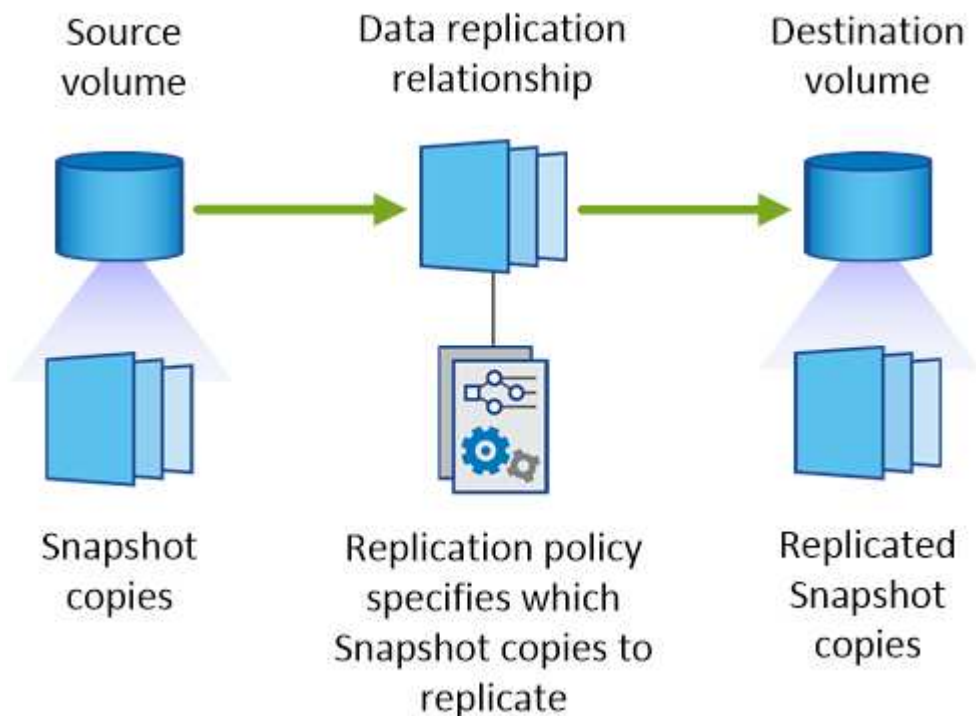 Source
volume
Data replication
relationship
Destination
volume
Snapshot
copies
Replication policy
specifies which
Snapshot copies to
replicate
Replicated
Snapshot
copies